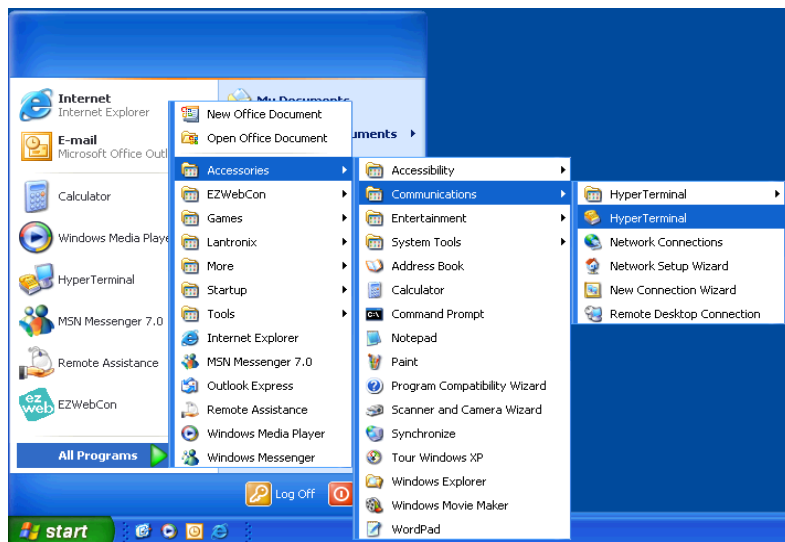 Internet
Internet Explorer
E-mail
Microsoft Office Outl
Calculator
Windows Media Playe
HyperTerminal
MSN Messenger 7.0
Remote Assistance
ez web
EZWebCon
All Programs
My Documents
uments
New Office Document
Open Office Document
Accessories
EZWebCon
Games
Lantronix
More
Startup
Tools
Internet Explorer
MSN Messenger 7.0
Outlook Express
Remote Assistance
Windows Media Player
Windows Messenger
Accessibility
Communications
Entertainment
System Tools
Address Book
Calculator
Command Prompt
Notepad
Paint
Program Compatibility Wizard
Scanner and Camera Wizard
Synchronize
Tour Windows XP
Windows Explorer
Windows Movie Maker
WordPad
HyperTerminal
HyperTerminal
Network Connections
Network Setup Wizard
New Connection Wizard
Remote Desktop Connection
Log Off
start